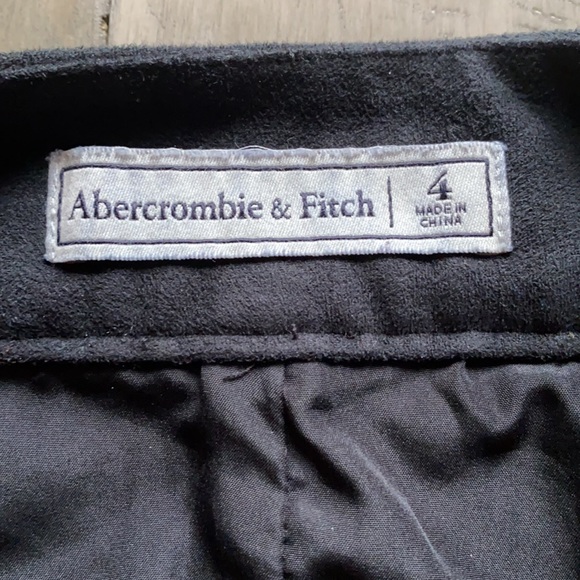 Abercrombie & Fitch | 4
MADE IN
CHINA